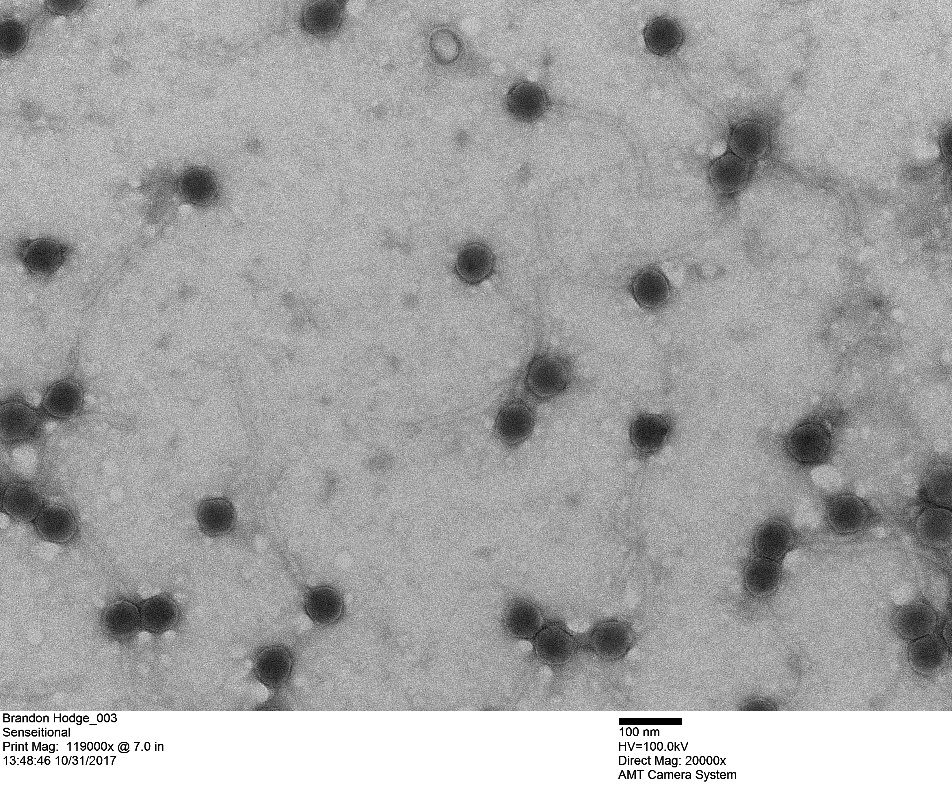 Brandon Hodge_003
Senseitional
Print Mag:  119000x @ 7.0 in
13:48:46 10/31/2017
100 nm
HV=100.0kV
Direct Mag: 20000x
AMT Camera System